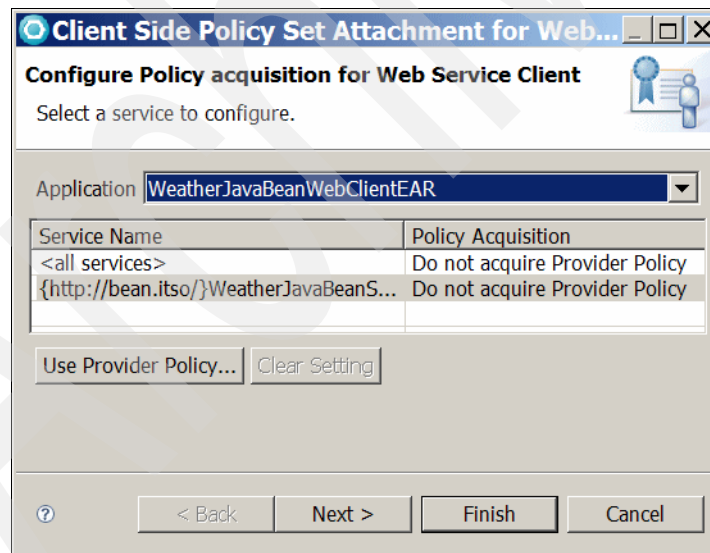 Client Side Policy Set Attachment for Web...
Configure Policy acquisition for Web Service Client
Select a service to configure.
Application WeatherJavaBeanWebClientEAR
Service Name Policy Acquisition
<all services> Do not acquire Provider Policy
{http://bean.itso/}WeatherJavaBeanS... Do not acquire Provider Policy
Use Provider Policy... Clear Setting
? < Back Next > Finish Cancel